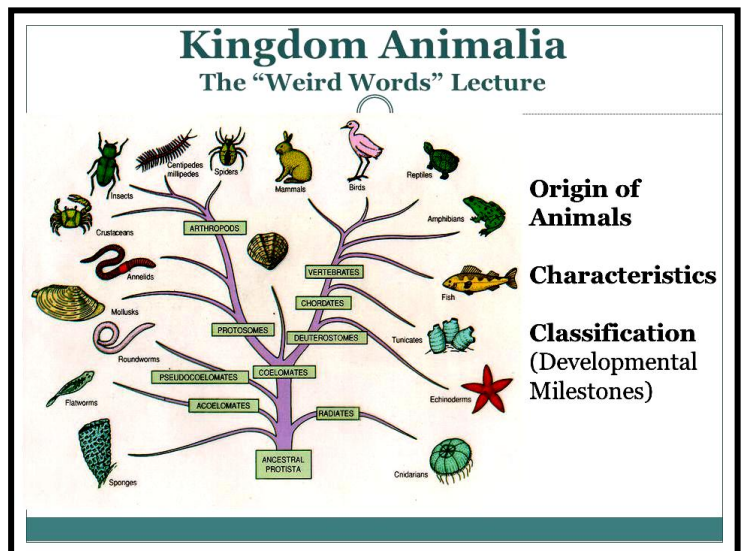 Kingdom Animalia
The “Weird Words” Lecture
Centipedes
millipedes
Spiders
Insects
Mammals
Birds
Reptiles
Crustaceans
ARTHROPODS
Amphibians
Annelids
VERTEBRATES
Fish
Mollusks
CHORDATES
PROTOSOMES
DEUTEROSTOMES
Tunicates
Roundworms
PSEUDOCOELOMATES
COELOMATES
Flatworms
ACOELOMATES
RADIATES
Echinoderms
ANCESTRAL
PROTISTA
Sponges
Cnidarians
Origin of
Animals
Characteristics
Classification
(Developmental
Milestones)